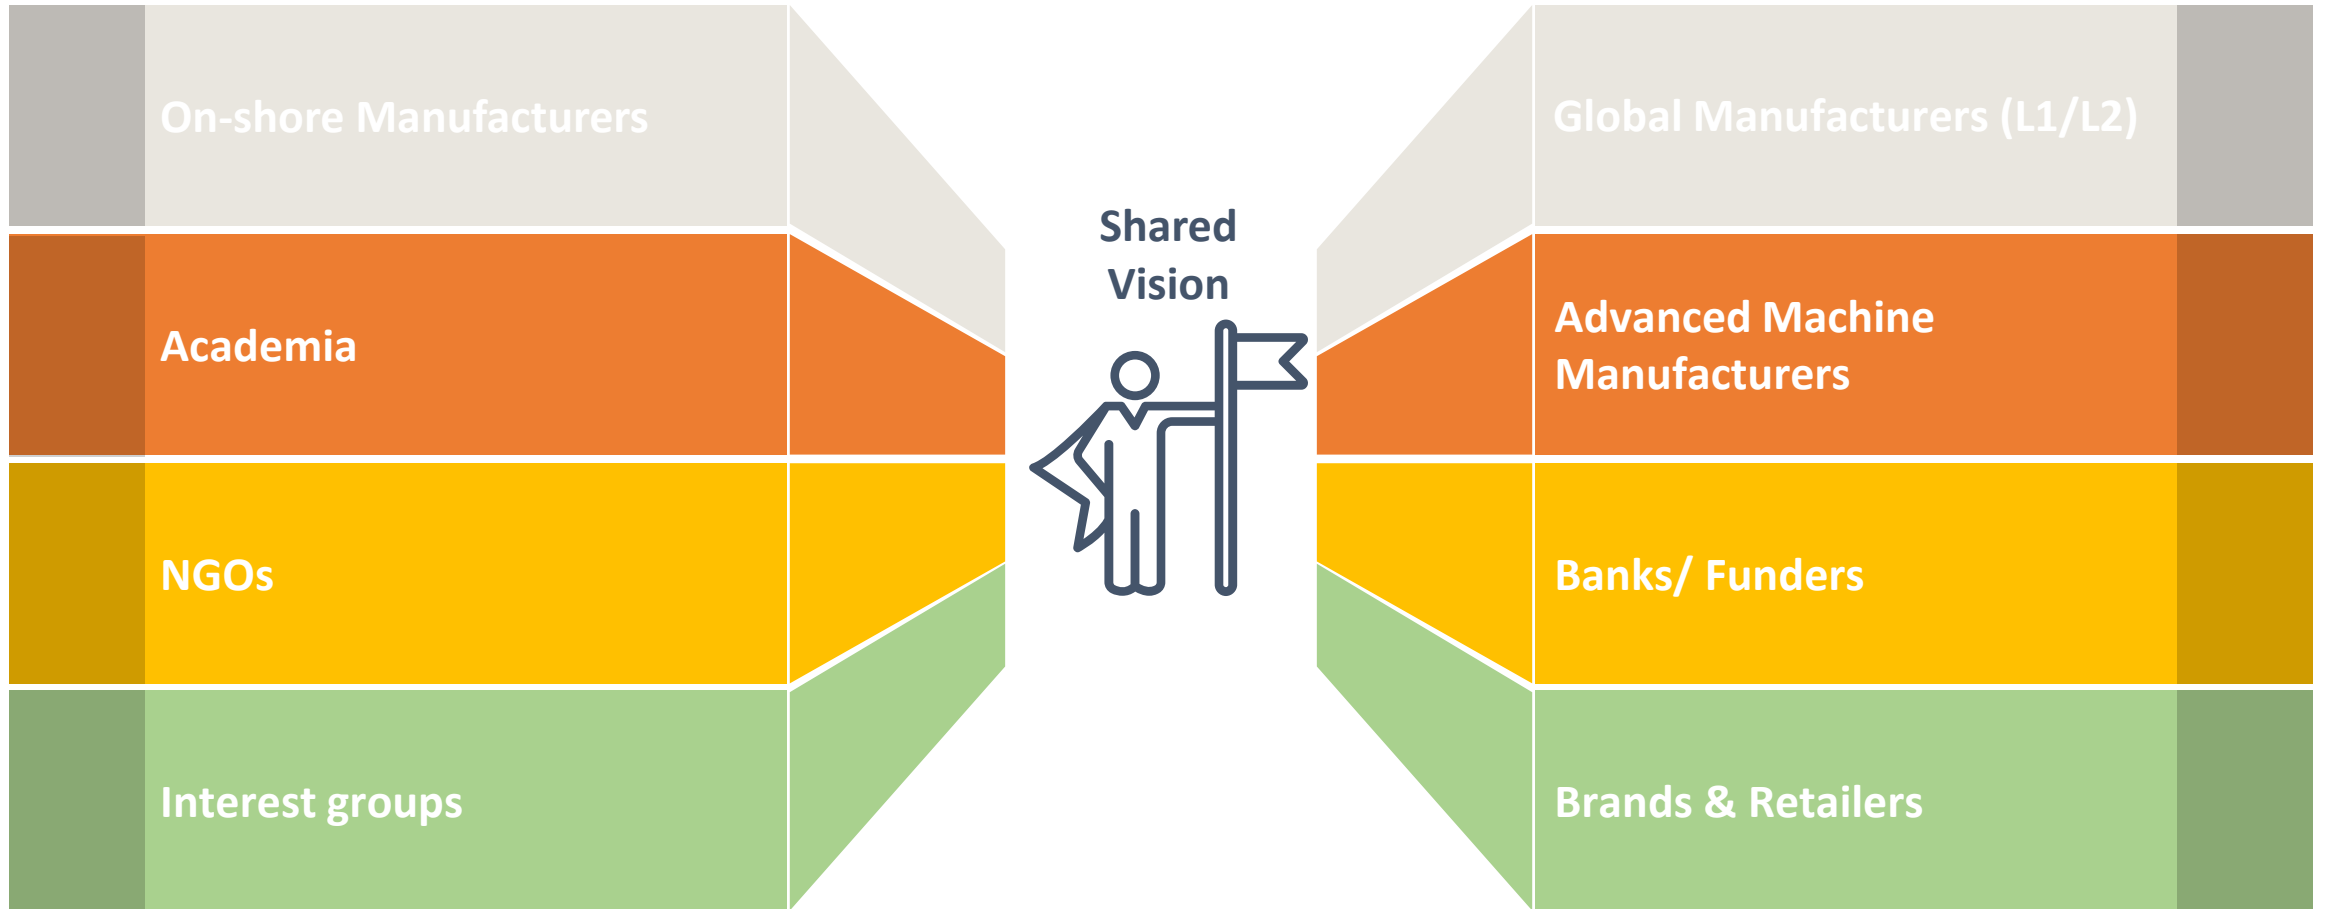 On-shore Manufacturers
Academia
NGOs
Interest groups
Shared
Vision
Global Manufacturers (L1/L2)
Advanced Machine
Manufacturers
Banks/ Funders
Brands & Retailers